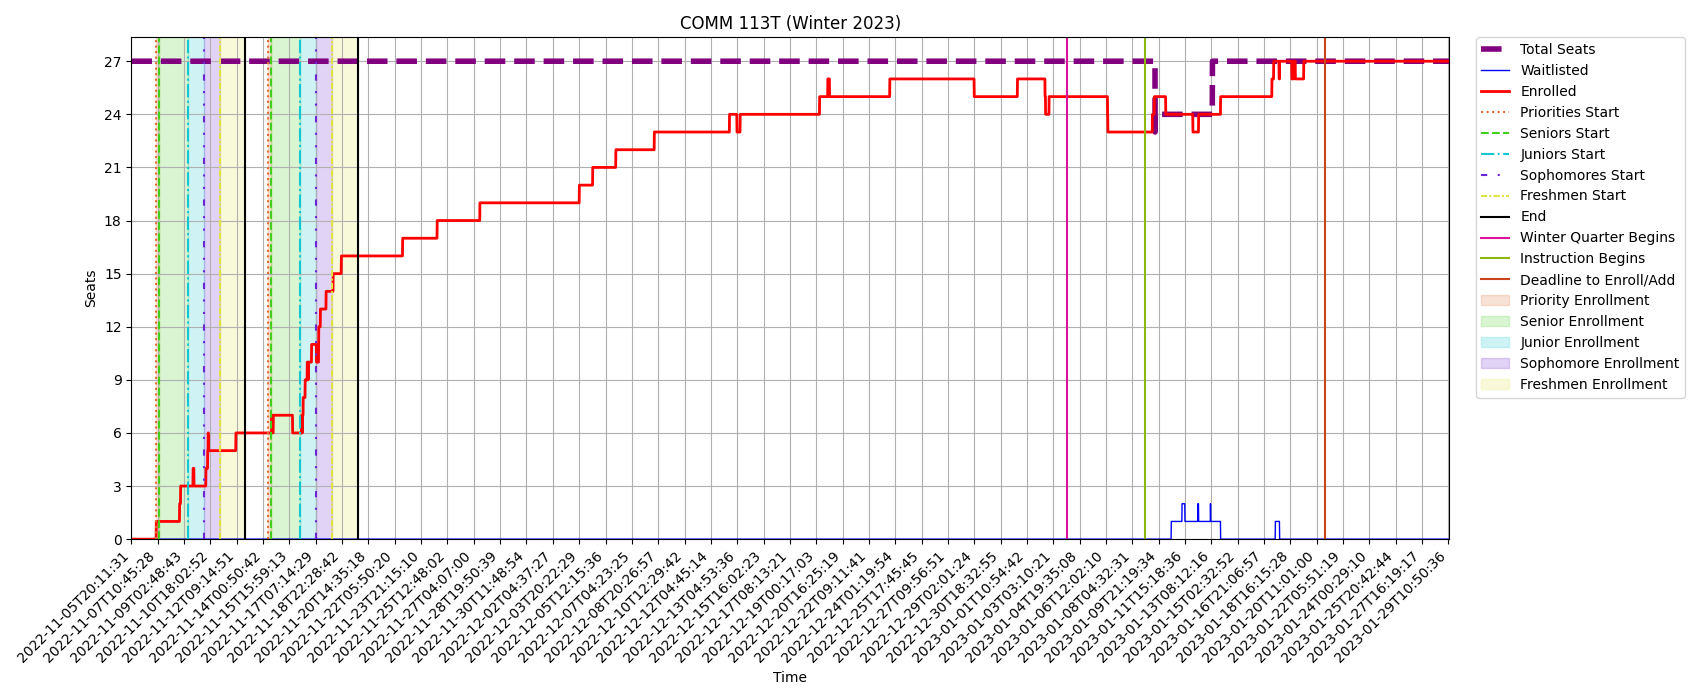 COMM 113T (Winter 2023)
Seats
27
24
21
18
15
12
9
6
3
0
2022-11-05T20:11:31
2022-11-07T10:45:28
2022-11-09T02:48:43
2022-11-10T18:02:52
2022-11-12T09:14:51
2022-11-14T00:50:42
2022-11-15T15:59:13
2022-11-17T07:14:29
2022-11-18T22:28:42
2022-11-20T14:35:18
2022-11-22T05:50:20
2022-11-23T21:15:10
2022-11-25T12:48:02
2022-11-27T04:07:00
2022-11-28T19:50:39
2022-11-30T11:48:54
2022-12-02T04:37:27
2022-12-03T20:22:29
2022-12-05T12:15:36
2022-12-07T04:23:25
2022-12-08T20:26:57
2022-12-10T12:29:42
2022-12-12T04:45:14
2022-12-13T04:53:36
2022-12-15T16:02:23
2022-12-17T08:13:21
2022-12-19T00:17:03
2022-12-20T16:25:19
2022-12-22T09:11:41
2022-12-24T01:19:54
2022-12-25T17:45:45
2022-12-27T09:56:51
2022-12-29T02:01:24
2022-12-30T18:32:55
2023-01-01T10:54:42
2023-01-03T03:10:21
2023-01-04T19:35:08
2023-01-06T12:02:10
2023-01-08T04:32:31
2023-01-09T21:19:34
2023-01-11T15:18:36
2023-01-13T08:12:16
2023-01-15T02:32:52
2023-01-16T21:06:57
2023-01-18T16:15:28
2023-01-20T11:01:00
2023-01-22T05:51:19
2023-01-24T00:29:10
2023-01-25T20:42:44
2023-01-27T16:19:17
2023-01-29T10:50:36
Time
Total Seats
Waitlisted
Enrolled
Priorities Start
Seniors Start
Juniors Start
Sophomores Start
Freshmen Start
End
Winter Quarter Begins
Instruction Begins
Deadline to Enroll/Add
Priority Enrollment
Senior Enrollment
Junior Enrollment
Sophomore Enrollment
Freshmen Enrollment